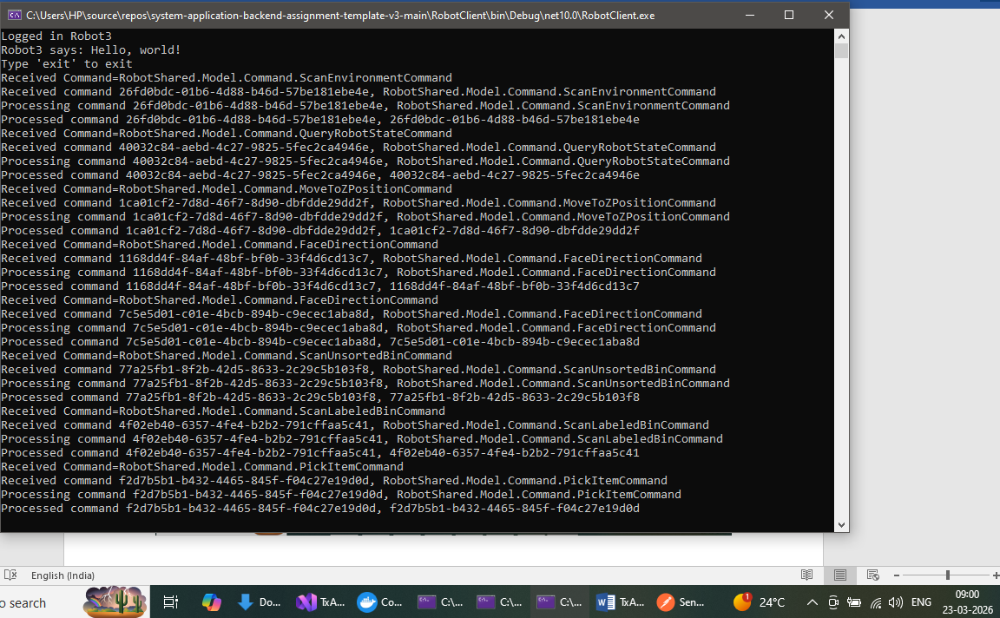 C:\Users\HP\source\repos\system-application-backend-assignment-template-v3-main\RobotClient\bin\Debug\net10.0\RobotClient.exe
Logged in Robot3
Robot3 says: Hello, world!
Type 'exit' to exit
Received Command=RobotShared.Model.Command.ScanEnvironmentCommand
Received command 26fd0bdc-01b6-4d88-b46d-57be181ebe4e, RobotShared.Model.Command.ScanEnvironmentCommand
Processing command 26fd0bdc-01b6-4d88-b46d-57be181ebe4e, RobotShared.Model.Command.ScanEnvironmentCommand
Processed command 26fd0bdc-01b6-4d88-b46d-57be181ebe4e, 26fd0bdc-01b6-4d88-b46d-57be181ebe4e
Received Command=RobotShared.Model.Command.QueryRobotStateCommand
Received command 40032c84-aebd-4c27-9825-5fec2ca4946e, RobotShared.Model.Command.QueryRobotStateCommand
Processing command 40032c84-aebd-4c27-9825-5fec2ca4946e, RobotShared.Model.Command.QueryRobotStateCommand
Processed command 40032c84-aebd-4c27-9825-5fec2ca4946e, 40032c84-aebd-4c27-9825-5fec2ca4946e
Received Command=RobotShared.Model.Command.MoveToZPositionCommand
Received command 1ca01cf2-7d8d-46f7-8d90-dbfdde29dd2f, RobotShared.Model.Command.MoveToZPositionCommand
Processing command 1ca01cf2-7d8d-46f7-8d90-dbfdde29dd2f, RobotShared.Model.Command.MoveToZPositionCommand
Processed command 1ca01cf2-7d8d-46f7-8d90-dbfdde29dd2f, 1ca01cf2-7d8d-46f7-8d90-dbfdde29dd2f
Received Command=RobotShared.Model.Command.FaceDirectionCommand
Received command 1168dd4f-84af-48bf-bf0b-33f4d6cd13c7, RobotShared.Model.Command.FaceDirectionCommand
Processing command 1168dd4f-84af-48bf-bf0b-33f4d6cd13c7, RobotShared.Model.Command.FaceDirectionCommand
Processed command 1168dd4f-84af-48bf-bf0b-33f4d6cd13c7, 1168dd4f-84af-48bf-bf0b-33f4d6cd13c7
Received Command=RobotShared.Model.Command.FaceDirectionCommand
Received command 7c5e5d01-c01e-4bcb-894b-c9ecec1aba8d, RobotShared.Model.Command.FaceDirectionCommand
Processing command 7c5e5d01-c01e-4bcb-894b-c9ecec1aba8d, RobotShared.Model.Command.FaceDirectionCommand
Processed command 7c5e5d01-c01e-4bcb-894b-c9ecec1aba8d, 7c5e5d01-c01e-4bcb-894b-c9ecec1aba8d
Received Command=RobotShared.Model.Command.ScanUnsortedBinCommand
Received command 77a25fb1-8f2b-42d5-8633-2c29c5b103f8, RobotShared.Model.Command.ScanUnsortedBinCommand
Processing command 77a25fb1-8f2b-42d5-8633-2c29c5b103f8, RobotShared.Model.Command.ScanUnsortedBinCommand
Processed command 77a25fb1-8f2b-42d5-8633-2c29c5b103f8, 77a25fb1-8f2b-42d5-8633-2c29c5b103f8
Received Command=RobotShared.Model.Command.ScanLabeledBinCommand
Received command 4f02eb40-6357-4fe4-b2b2-791cffaa5c41, RobotShared.Model.Command.ScanLabeledBinCommand
Processing command 4f02eb40-6357-4fe4-b2b2-791cffaa5c41, RobotShared.Model.Command.ScanLabeledBinCommand
Processed command 4f02eb40-6357-4fe4-b2b2-791cffaa5c41, 4f02eb40-6357-4fe4-b2b2-791cffaa5c41
Received Command=RobotShared.Model.Command.PickItemCommand
Received command f2d7b5b1-b432-4465-845f-f04c27e19d0d, RobotShared.Model.Command.PickItemCommand
Processing command f2d7b5b1-b432-4465-845f-f04c27e19d0d, RobotShared.Model.Command.PickItemCommand
Processed command f2d7b5b1-b432-4465-845f-f04c27e19d0d, f2d7b5b1-b432-4465-845f-f04c27e19d0d
English (India)
o search Do... TxA... Co... C:\... C:\... C:\... TxA... Sen... 1 24°C ENG 09:00
23-03-2026